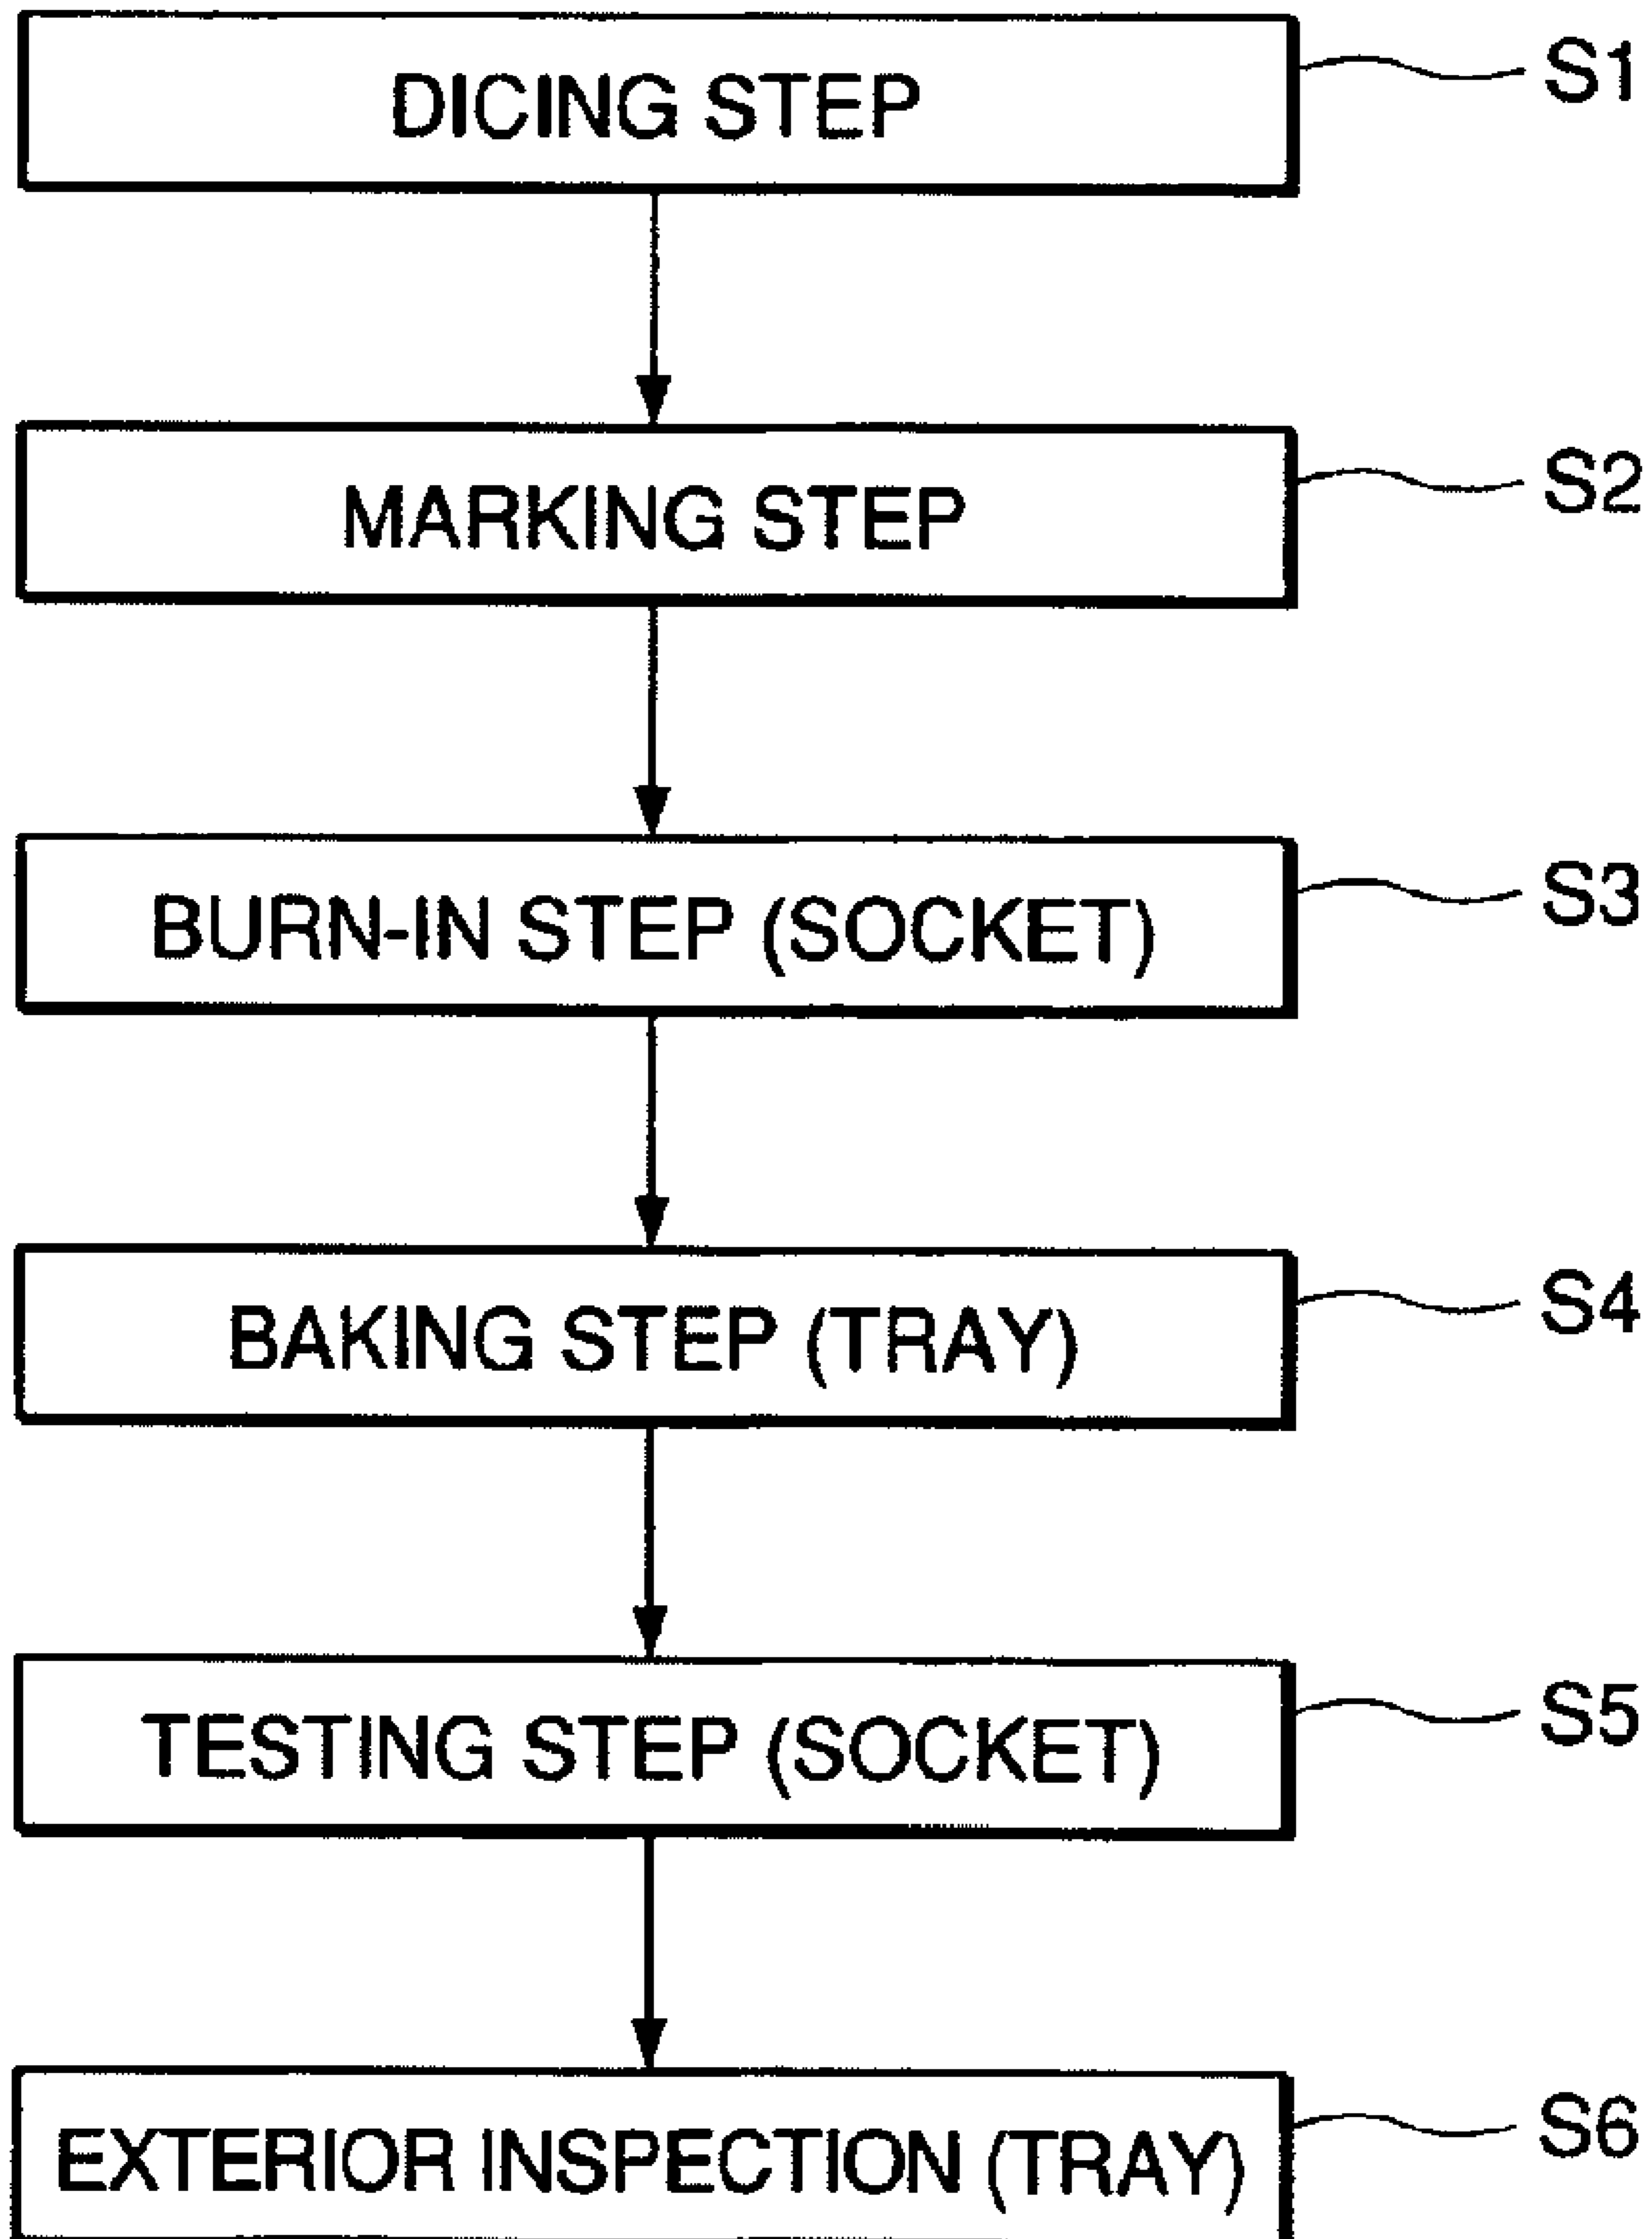 DICING STEP
S1
MARKING STEP
S2
BURN-IN STEP (SOCKET)
S3
BAKING STEP (TRAY)
S4
TESTING STEP (SOCKET)
S5
EXTERIOR INSPECTION (TRAY)
S6